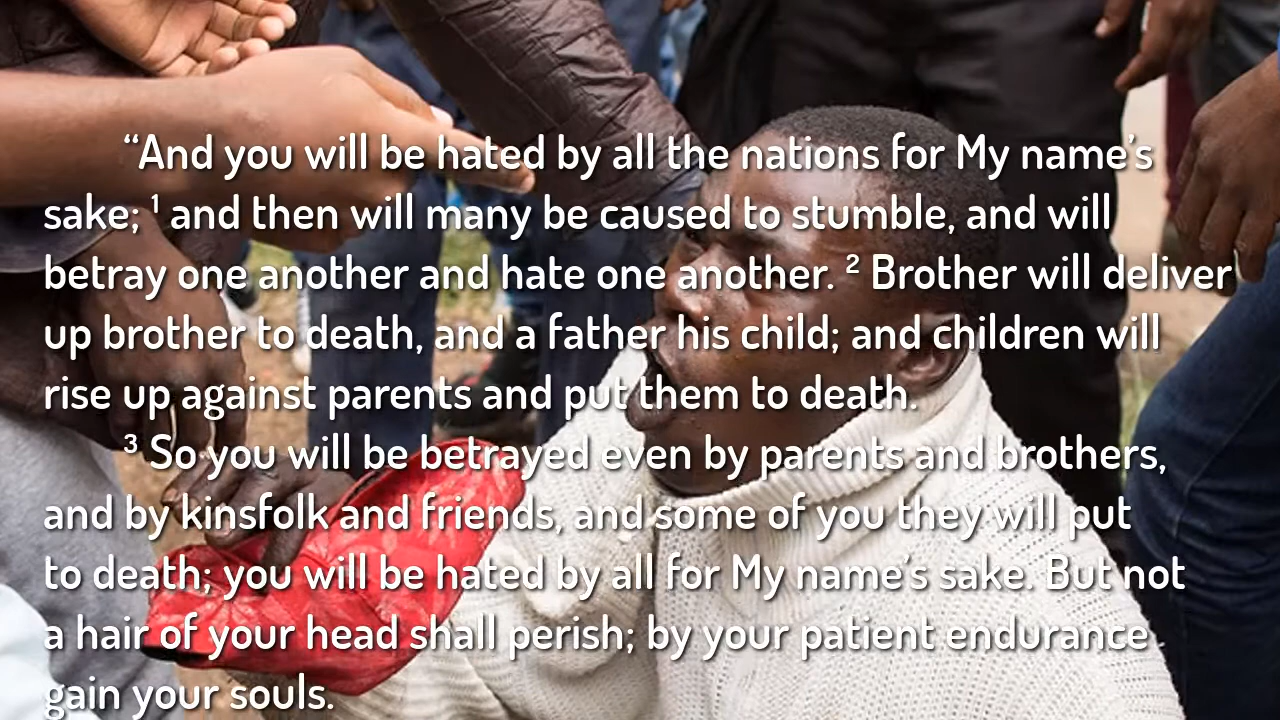 “And you will be hated by all the nations for My name’s
sake; ¹ and then will many be caused to stumble, and will
betray one another and hate one another. ² Brother will deliver
up brother to death, and a father his child; and children will
rise up against parents and put them to death.
³ So you will be betrayed even by parents and brothers,
and by kinsfolk and friends, and some of you they will put
to death; you will be hated by all for My name’s sake. But not
a hair of your head shall perish; by your patient endurance
gain your souls.